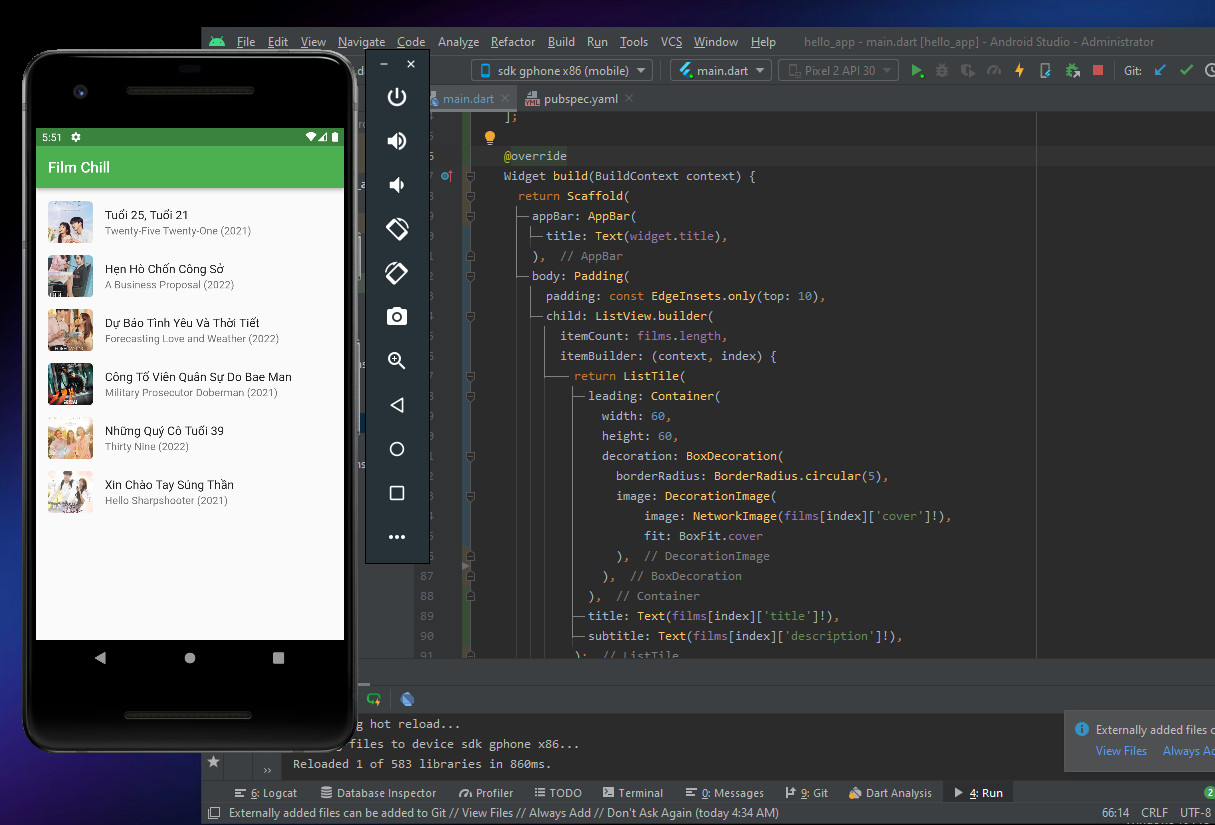 File Edit View Navigate Code Analyze Refactor Build Run Tools VCS Window Help hello_app - main.dart [hello_app] - Android Studio - Administrator
sdk gphone x86 (mobile) main.dart Pixel 2 API 30 Git:
main.dart pubspec.yaml
5:51
Film Chill
Tuổi 25, Tuổi 21
Twenty-Five Twenty-One (2021)
Hẹn Hò Chốn Công Sở
A Business Proposal (2022)
Dự Báo Tình Yêu Và Thời Tiết
Forecasting Love and Weather (2022)
Công Tố Viên Quân Sự Do Bae Man
Military Prosecutor Doberman (2021)
Những Quý Cô Tuổi 39
Thirty Nine (2022)
Xin Chào Tay Súng Thần
Hello Sharpshooter (2021)
];
@override
Widget build(BuildContext context) {
return Scaffold(
appBar: AppBar(
title: Text(widget.title),
), // AppBar
body: Padding(
padding: const EdgeInsets.only(top: 10),
child: ListView.builder(
itemCount: films.length,
itemBuilder: (context, index) {
return ListTile(
leading: Container(
width: 60,
height: 60,
decoration: BoxDecoration(
borderRadius: BorderRadius.circular(5),
image: DecorationImage(
image: NetworkImage(films[index]['cover']!),
fit: BoxFit.cover
), // DecorationImage
87 ), // BoxDecoration
88 ), // Container
89 title: Text(films[index]['title']!),
90 subtitle: Text(films[index]['description']!),
91 ); // ListTile
g hot reload...
files to device sdk gphone x86...
Reloaded 1 of 583 libraries in 860ms.
Externally added files
View Files Always
6: Logcat Database Inspector Profiler TODO Terminal 0: Messages 9: Git Dart Analysis 4: Run 2
Externally added files can be added to Git // View Files // Always Add // Don't Ask Again (today 4:34 AM) 66:14 CRLF UTF-8